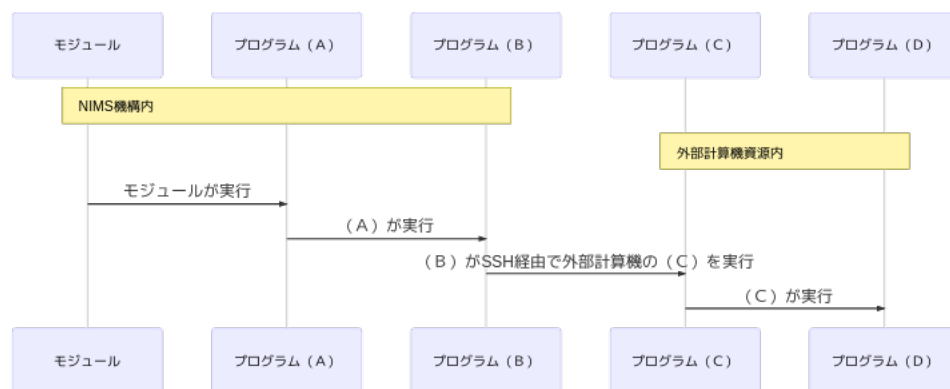 モジュール
プログラム（A）
プログラム（B）
プログラム（C）
プログラム（D）
NIMS機構内
外部計算機資源内
モジュールが実行
（A）が実行
（B）がSSH経由で外部計算機の（C）を実行
（C）が実行
モジュール
プログラム（A）
プログラム（B）
プログラム（C）
プログラム（D）